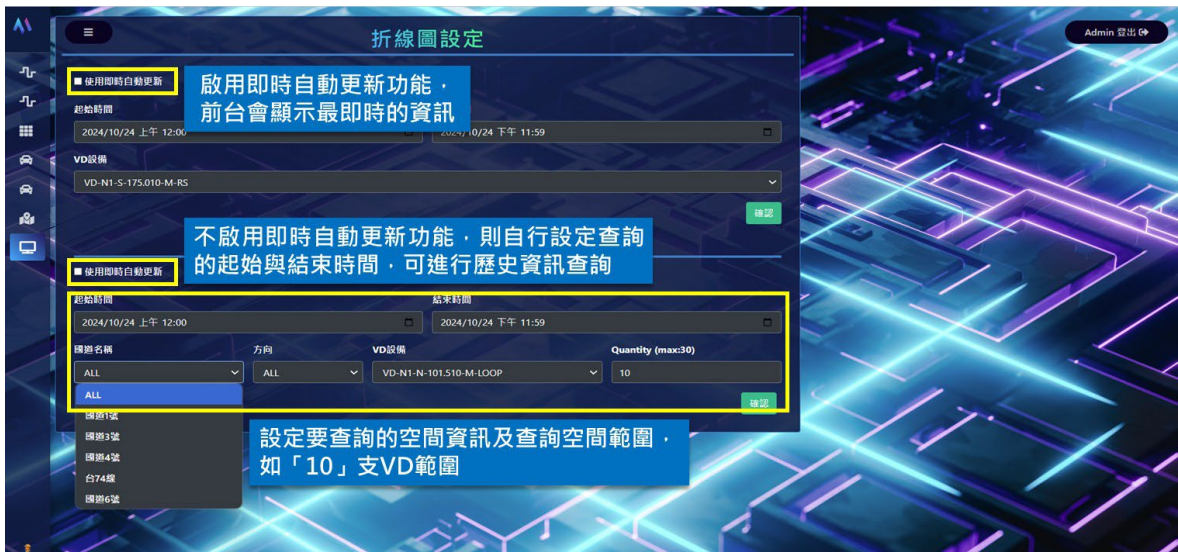 Admin 登出
折線圖設定
使用即時自動更新
啟用即時自動更新功能，
前台會顯示最即時的資訊
起始時間
2024/10/24 上午 12:00
2024/10/24 下午 11:59
VD設備
VD-N1-S-175.010-M-RS
確認
不啟用即時自動更新功能，則自行設定查詢
的起始與結束時間，可進行歷史資訊查詢
使用即時自動更新
起始時間
結束時間
2024/10/24 上午 12:00
2024/10/24 下午 11:59
國道名稱
方向
VD設備
Quantity (max:30)
ALL
ALL
VD-N1-N-101.510-M-LOOP
10
ALL
國道1號
國道3號
國道4號
台74線
國道6號
確認
設定要查詢的空間資訊及查詢空間範圍，
如「10」支VD範圍